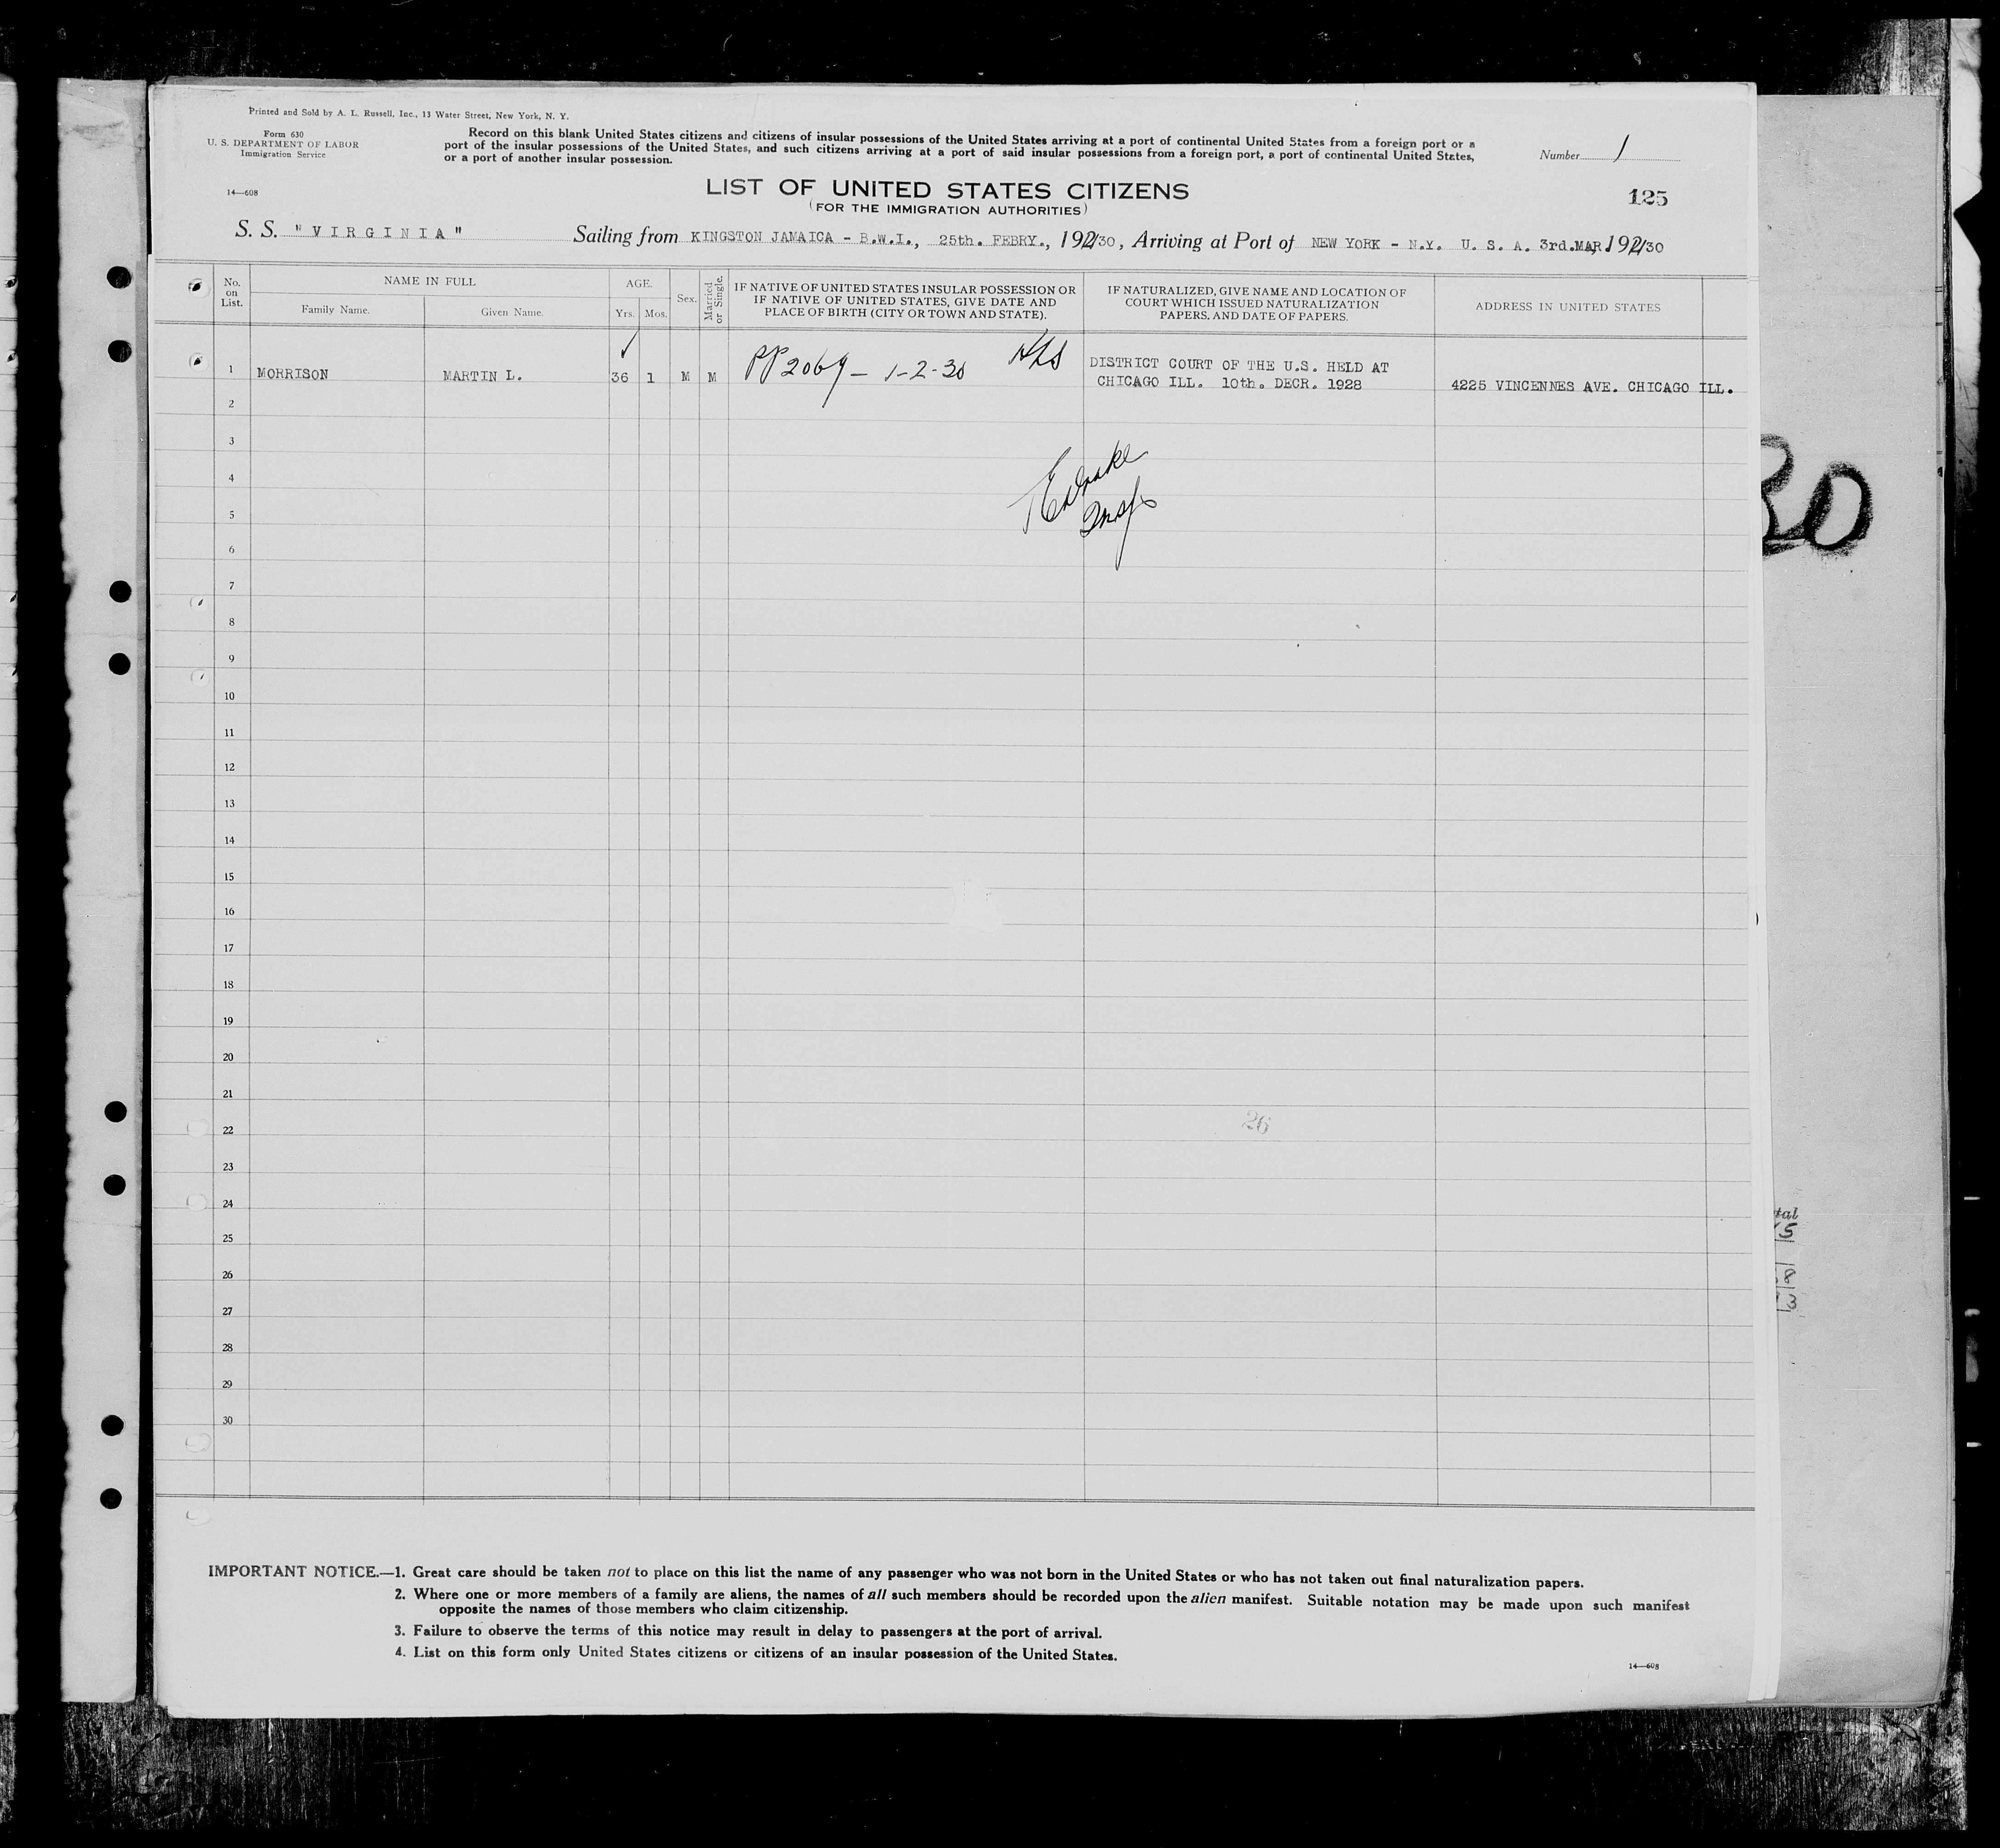 Printed and Sold by A. L. Russell, Inc., 13 Water Street, New York, N. Y.
Form 630
U. S. DEPARTMENT OF LABOR
Immigration Service
14—608
Record on this blank United States citizens and citizens of insular possessions of the United States arriving at a port of continental United States from a foreign port or a
port of the insular possessions of the United States, and such citizens arriving at a port of said insular possessions from a foreign port, a port of continental United States,
or a port of another insular possession.
Number 1
LIST OF UNITED STATES CITIZENS
(FOR THE IMMIGRATION AUTHORITIES)
125
S. S. "VIRGINIA" Sailing from KINGSTON JAMAICA - B.W.I., 25th. FEBRY., 192/30, Arriving at Port of NEW YORK - N.Y. U. S. A. 3rd.MAR. 192/30
No. on List.
NAME IN FULL
Family Name.
Given Name.
AGE.
Yrs.
Mos.
Sex.
Married or Single.
IF NATIVE OF UNITED STATES INSULAR POSSESSION OR
IF NATIVE OF UNITED STATES, GIVE DATE AND
PLACE OF BIRTH (CITY OR TOWN AND STATE).
IF NATURALIZED, GIVE NAME AND LOCATION OF
COURT WHICH ISSUED NATURALIZATION
PAPERS, AND DATE OF PAPERS.
ADDRESS IN UNITED STATES
1 MORRISON MARTIN L. 36 1 M M PP 2069 - 1-2-30
DISTRICT COURT OF THE U.S. HELD AT
CHICAGO ILL. 10th. DECR. 1928
4225 VINCENNES AVE. CHICAGO ILL.
2
3
4
Drake
5
Insp
6
7
8
9
10
11
12
13
14
15
16
17
18
19
20
21
22
26
23
24
25
26
27
28
29
30
IMPORTANT NOTICE.—1. Great care should be taken not to place on this list the name of any passenger who was not born in the United States or who has not taken out final naturalization papers.
2. Where one or more members of a family are aliens, the names of all such members should be recorded upon the alien manifest. Suitable notation may be made upon such manifest
opposite the names of those members who claim citizenship.
3. Failure to observe the terms of this notice may result in delay to passengers at the port of arrival.
4. List on this form only United States citizens or citizens of an insular possession of the United States.
14—608
30
tal
5
8
3